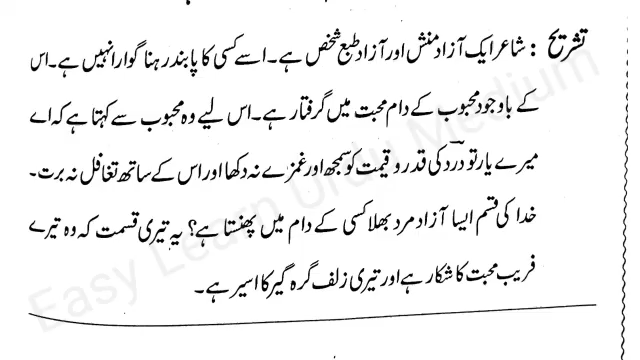 تشریح : شاعر ایک آزاد منش اور آزاد طبع شخص ہے۔ اسے کسی کا پابند رہنا گوارا نہیں ہے۔ اس
کے باوجود محبوب کے دام محبت میں گرفتار ہے۔ اس لیے وہ محبوب سے کہتا ہے کہ اے
میرے یار تو دردؔ کی قدر و قیمت کو سمجھ اور غمزے نہ دکھا اور اس کے ساتھ تغافل نہ برت۔
خدا کی قسم ایسا آزاد مرد بھلا کسی کے دام میں پھنستا ہے؟ یہ تیری قسمت کہ وہ تیرے
فریب محبت کا شکار ہے اور تیری زلف گرہ گیر کا اسیر ہے۔
Easy Learn Urdu Medium